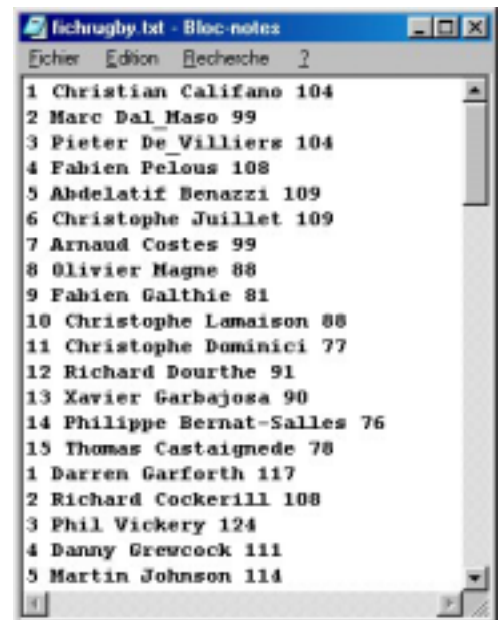 fichrugby.txt - Bloc-notes
Fichier Edition Recherche ?
1 Christian Califano 104
2 Marc Dal_Maso 99
3 Pieter De_Villiers 104
4 Fabien Pelous 108
5 Abdelatif Benazzi 109
6 Christophe Juillet 109
7 Arnaud Costes 99
8 Olivier Magne 88
9 Fabien Galthie 81
10 Christophe Lamaison 88
11 Christophe Dominici 77
12 Richard Dourthe 91
13 Xavier Garbajosa 90
14 Philippe Bernat-Salles 76
15 Thomas Castaignede 78
1 Darren Garforth 117
2 Richard Cockerill 108
3 Phil Vickery 124
4 Danny Grewcock 111
5 Martin Johnson 114